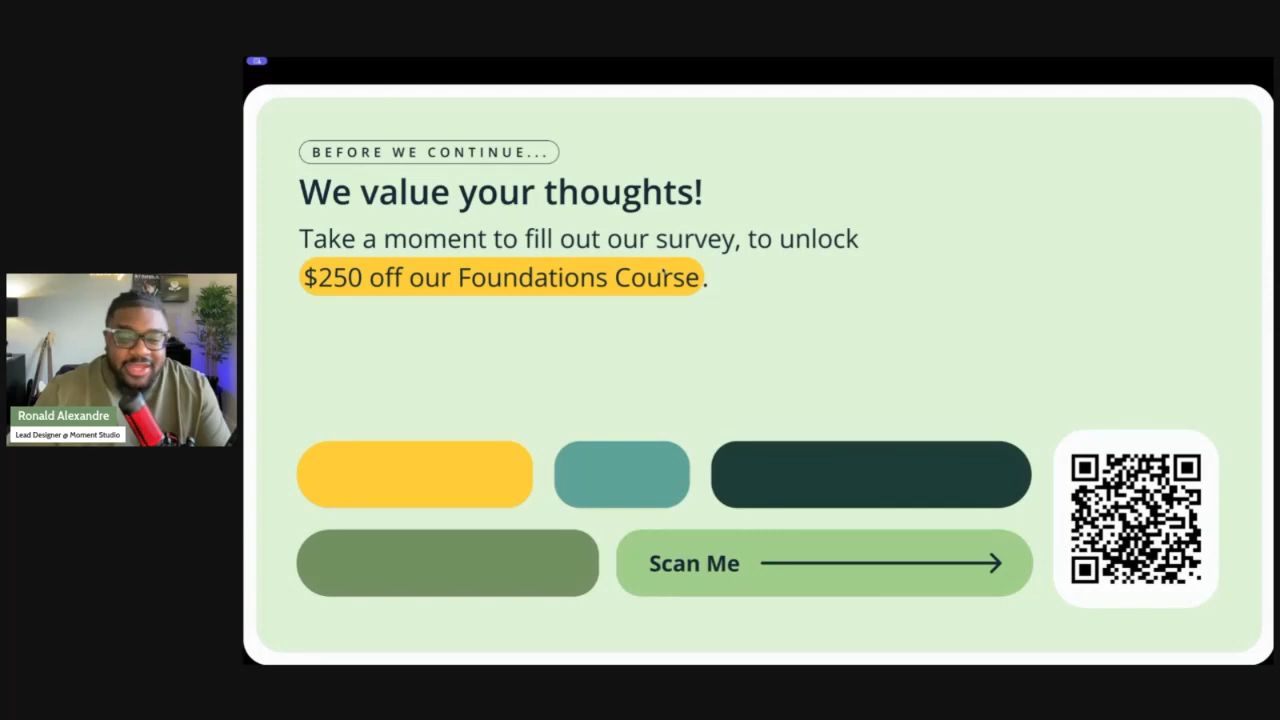 BEFORE WE CONTINUE...
We value your thoughts!
Take a moment to fill out our survey, to unlock
$250 off our Foundations Course.
Scan Me
Ronald Alexandre
Lead Designer @ Moment Studio